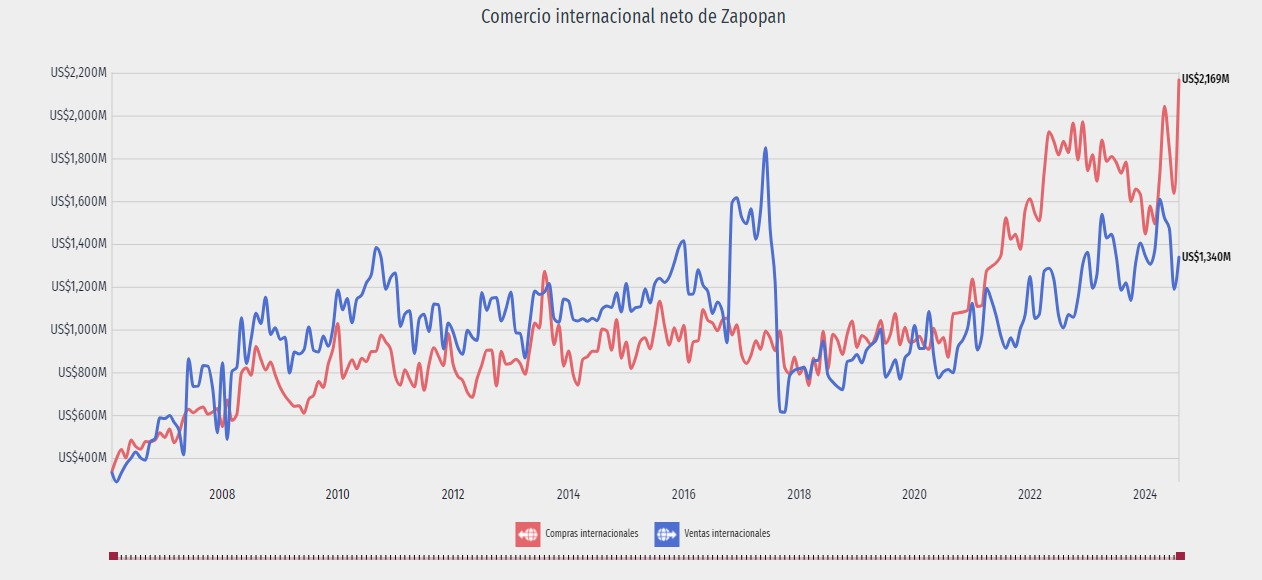 Comercio internacional neto de Zapopan
US$2,200M
US$2,169M
US$2,000M
US$1,800M
US$1,600M
US$1,400M
US$1,340M
US$1,200M
US$1,000M
US$800M
US$600M
US$400M
2008 2010 2012 2014 2016 2018 2020 2022 2024
Compras internacionales Ventas internacionales